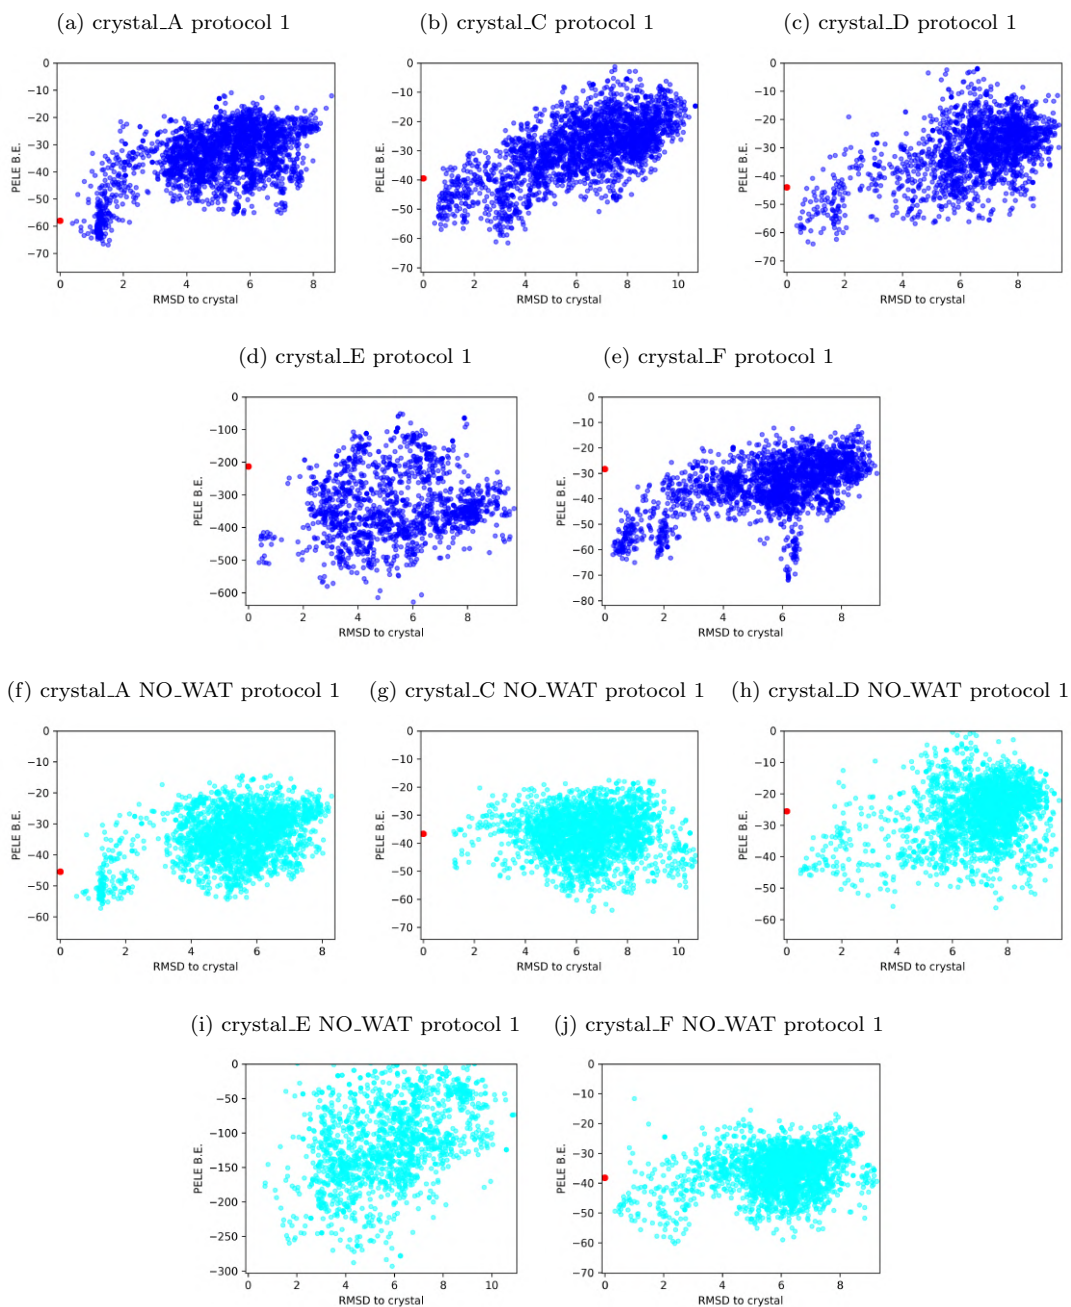 (a) crystal_A protocol 1
(b) crystal_C protocol 1
(c) crystal_D protocol 1
0
−10
−20
−30
−40
−50
−60
−70
PELE B.E.
0 2 4 6 8
RMSD to crystal
0
−10
−20
−30
−40
−50
−60
−70
PELE B.E.
0 2 4 6 8 10
RMSD to crystal
0
−10
−20
−30
−40
−50
−60
−70
PELE B.E.
0 2 4 6 8
RMSD to crystal
(d) crystal_E protocol 1
(e) crystal_F protocol 1
0
−100
−200
−300
−400
−500
−600
PELE B.E.
0 2 4 6 8
RMSD to crystal
0
−10
−20
−30
−40
−50
−60
−70
−80
PELE B.E.
0 2 4 6 8
RMSD to crystal
(f) crystal_A NO_WAT protocol 1
(g) crystal_C NO_WAT protocol 1
(h) crystal_D NO_WAT protocol 1
0
−10
−20
−30
−40
−50
−60
PELE B.E.
0 2 4 6 8
RMSD to crystal
0
−10
−20
−30
−40
−50
−60
−70
PELE B.E.
0 2 4 6 8 10
RMSD to crystal
0
−10
−20
−30
−40
−50
−60
PELE B.E.
0 2 4 6 8
RMSD to crystal
(i) crystal_E NO_WAT protocol 1
(j) crystal_F NO_WAT protocol 1
0
−50
−100
−150
−200
−250
−300
PELE B.E.
0 2 4 6 8 10
RMSD to crystal
0
−10
−20
−30
−40
−50
−60
−70
PELE B.E.
0 2 4 6 8
RMSD to crystal